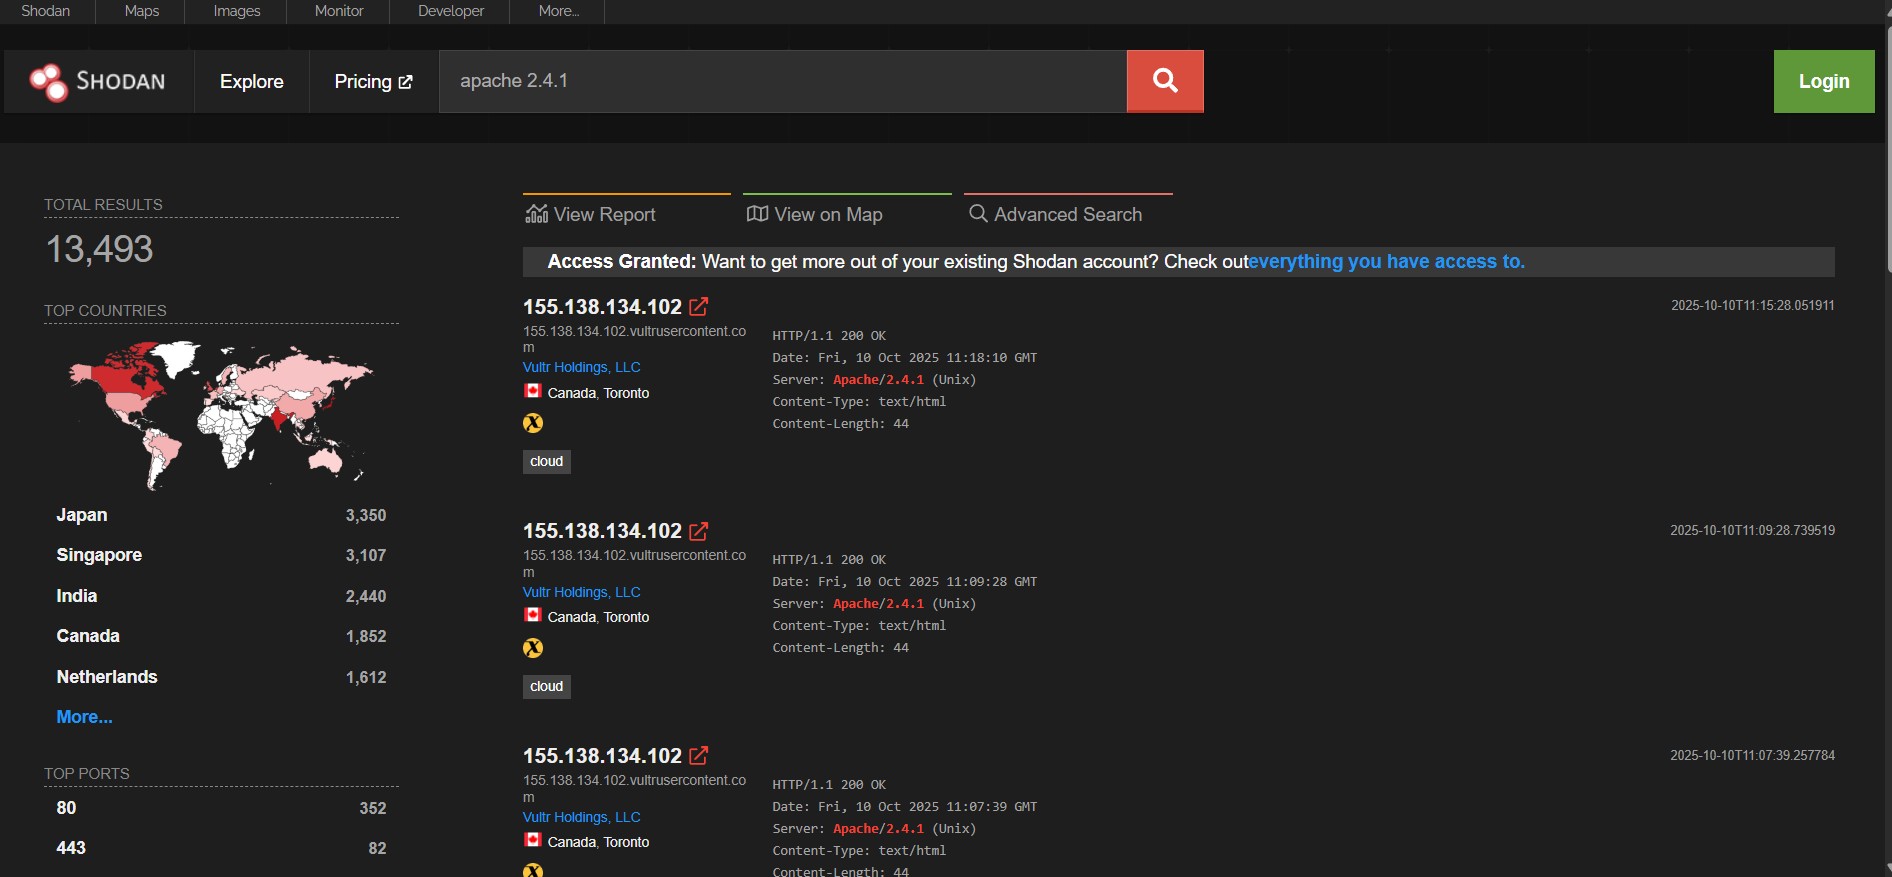 Shodan Maps Images Monitor Developer More...
SHODAN Explore Pricing apache 2.4.1 Login
TOTAL RESULTS
13,493
TOP COUNTRIES
Japan 3,350
Singapore 3,107
India 2,440
Canada 1,852
Netherlands 1,612
More...
TOP PORTS
80 352
443 82
View Report View on Map Advanced Search
Access Granted: Want to get more out of your existing Shodan account? Check outeverything you have access to.
155.138.134.102
2025-10-10T11:15:28.051911
155.138.134.102.vultrusercontent.co
m
Vultr Holdings, LLC
Canada, Toronto
cloud
HTTP/1.1 200 OK
Date: Fri, 10 Oct 2025 11:18:10 GMT
Server: Apache/2.4.1 (Unix)
Content-Type: text/html
Content-Length: 44
155.138.134.102
2025-10-10T11:09:28.739519
155.138.134.102.vultrusercontent.co
m
Vultr Holdings, LLC
Canada, Toronto
cloud
HTTP/1.1 200 OK
Date: Fri, 10 Oct 2025 11:09:28 GMT
Server: Apache/2.4.1 (Unix)
Content-Type: text/html
Content-Length: 44
155.138.134.102
2025-10-10T11:07:39.257784
155.138.134.102.vultrusercontent.co
m
Vultr Holdings, LLC
Canada, Toronto
HTTP/1.1 200 OK
Date: Fri, 10 Oct 2025 11:07:39 GMT
Server: Apache/2.4.1 (Unix)
Content-Type: text/html
Content-Length: 44